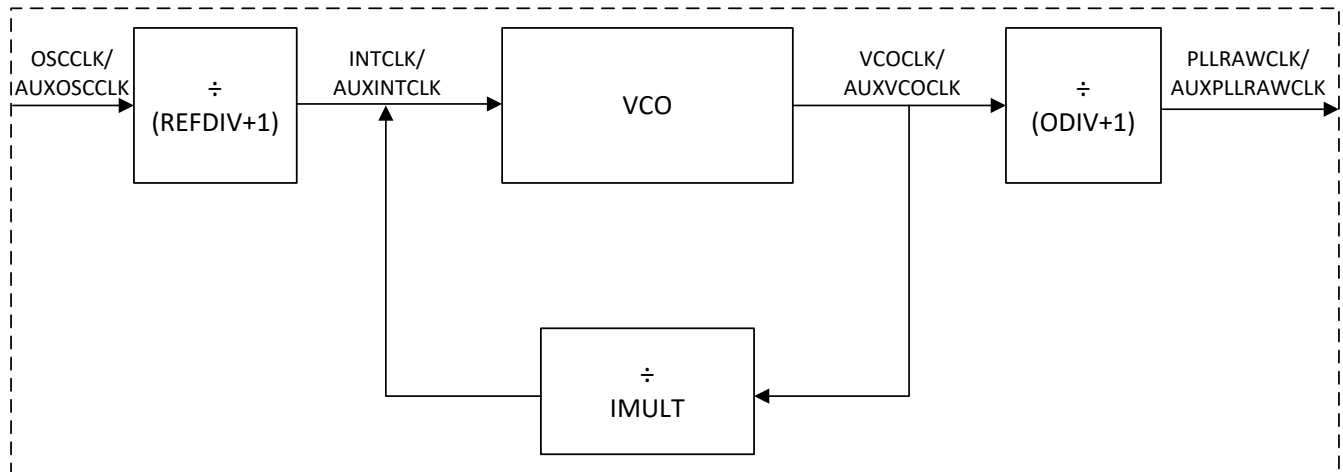 OSCCLK/
AUXOSCCLK
÷
(REFDIV+1)
INTCLK/
AUXINTCLK
VCO
VCOCLK/
AUXVCOCLK
÷
(ODIV+1)
PLLRAWCLK/
AUXPLLRAWCLK
÷
IMULT